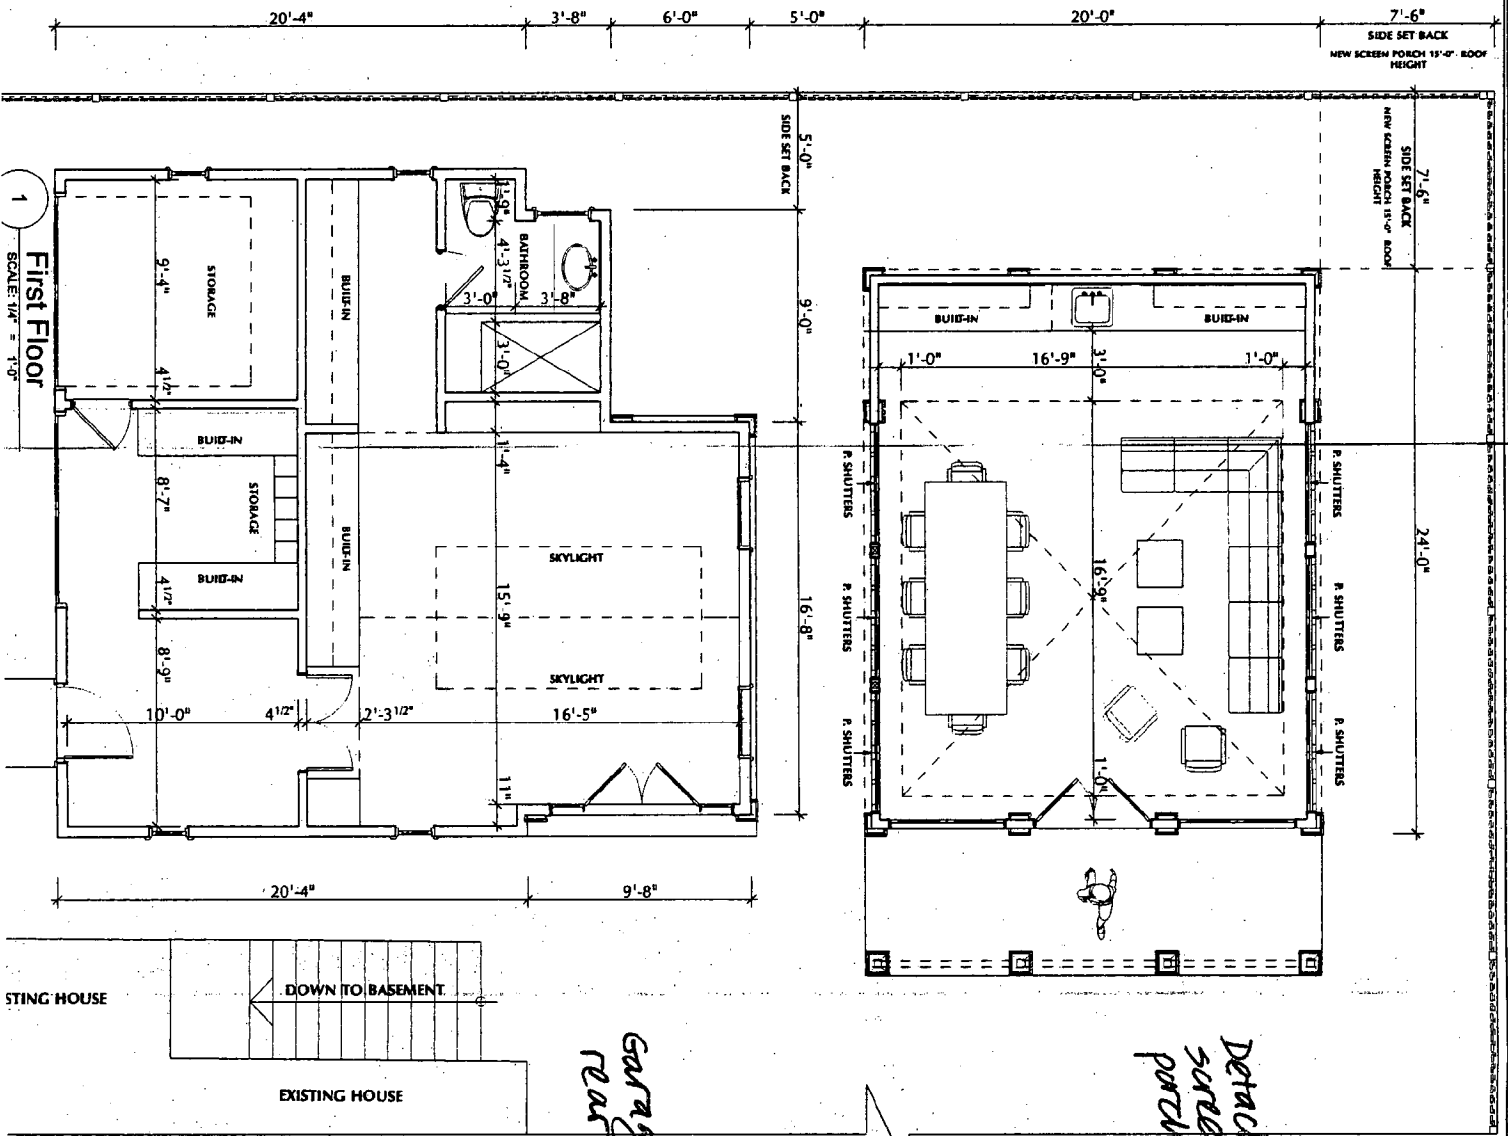 20'-4"
3'-8"
6'-0"
5'-0"
20'-0"
7'-6"
SIDE SET BACK
NEW SCREEN PORCH 15'-0" ROOF
HEIGHT
5'-0"
SIDE SET BACK
7'-6"
SIDE SET BACK
NEW SCREEN PORCH 15'-0" ROOF
HEIGHT
1
First Floor
SCALE: 1/4" = 1'-0"
9'-4"
STORAGE
BUILT-IN
1'-9"
4'-3 1/2"
BATHROOM
3'-0"
3'-8"
3'-0"
9'-0"
BUILT-IN
BUILT-IN
1'-0"
16'-9"
3'-0"
1'-0"
4 1/2"
BUILT-IN
8'-7"
STORAGE
BUILT-IN
BUILT-IN
4 1/2"
1'-4"
SKYLIGHT
15'-9"
SKYLIGHT
16'-8"
P. SHUTTERS
P. SHUTTERS
P. SHUTTERS
16'-9"
P. SHUTTERS
P. SHUTTERS
P. SHUTTERS
24'-0"
8'-9"
10'-0"
4 1/2"
2'-3 1/2"
16'-5"
11"
1'-0"
20'-4"
9'-8"
STING HOUSE
DOWN TO BASEMENT
EXISTING HOUSE
Garag
rear
Detac
scree
porch